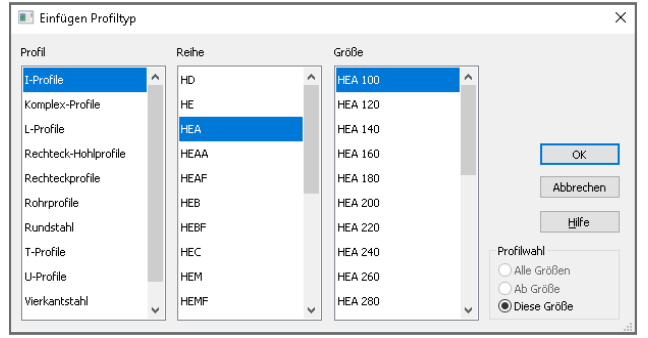 Einfügen Profiltyp
Profil
Reihe
Größe
I-Profile
Komplex-Profile
L-Profile
Rechteck-Hohlprofile
Rechteckprofile
Rohrprofile
Rundstahl
T-Profile
U-Profile
Vierkantstahl
HD
HE
HEA
HEAA
HEAF
HEB
HEBF
HEC
HEM
HEMF
HEA 100
HEA 120
HEA 140
HEA 160
HEA 180
HEA 200
HEA 220
HEA 240
HEA 260
HEA 280
OK
Abbrechen
Hilfe
Profilwahl
Alle Größen
Ab Größe
Diese Größe